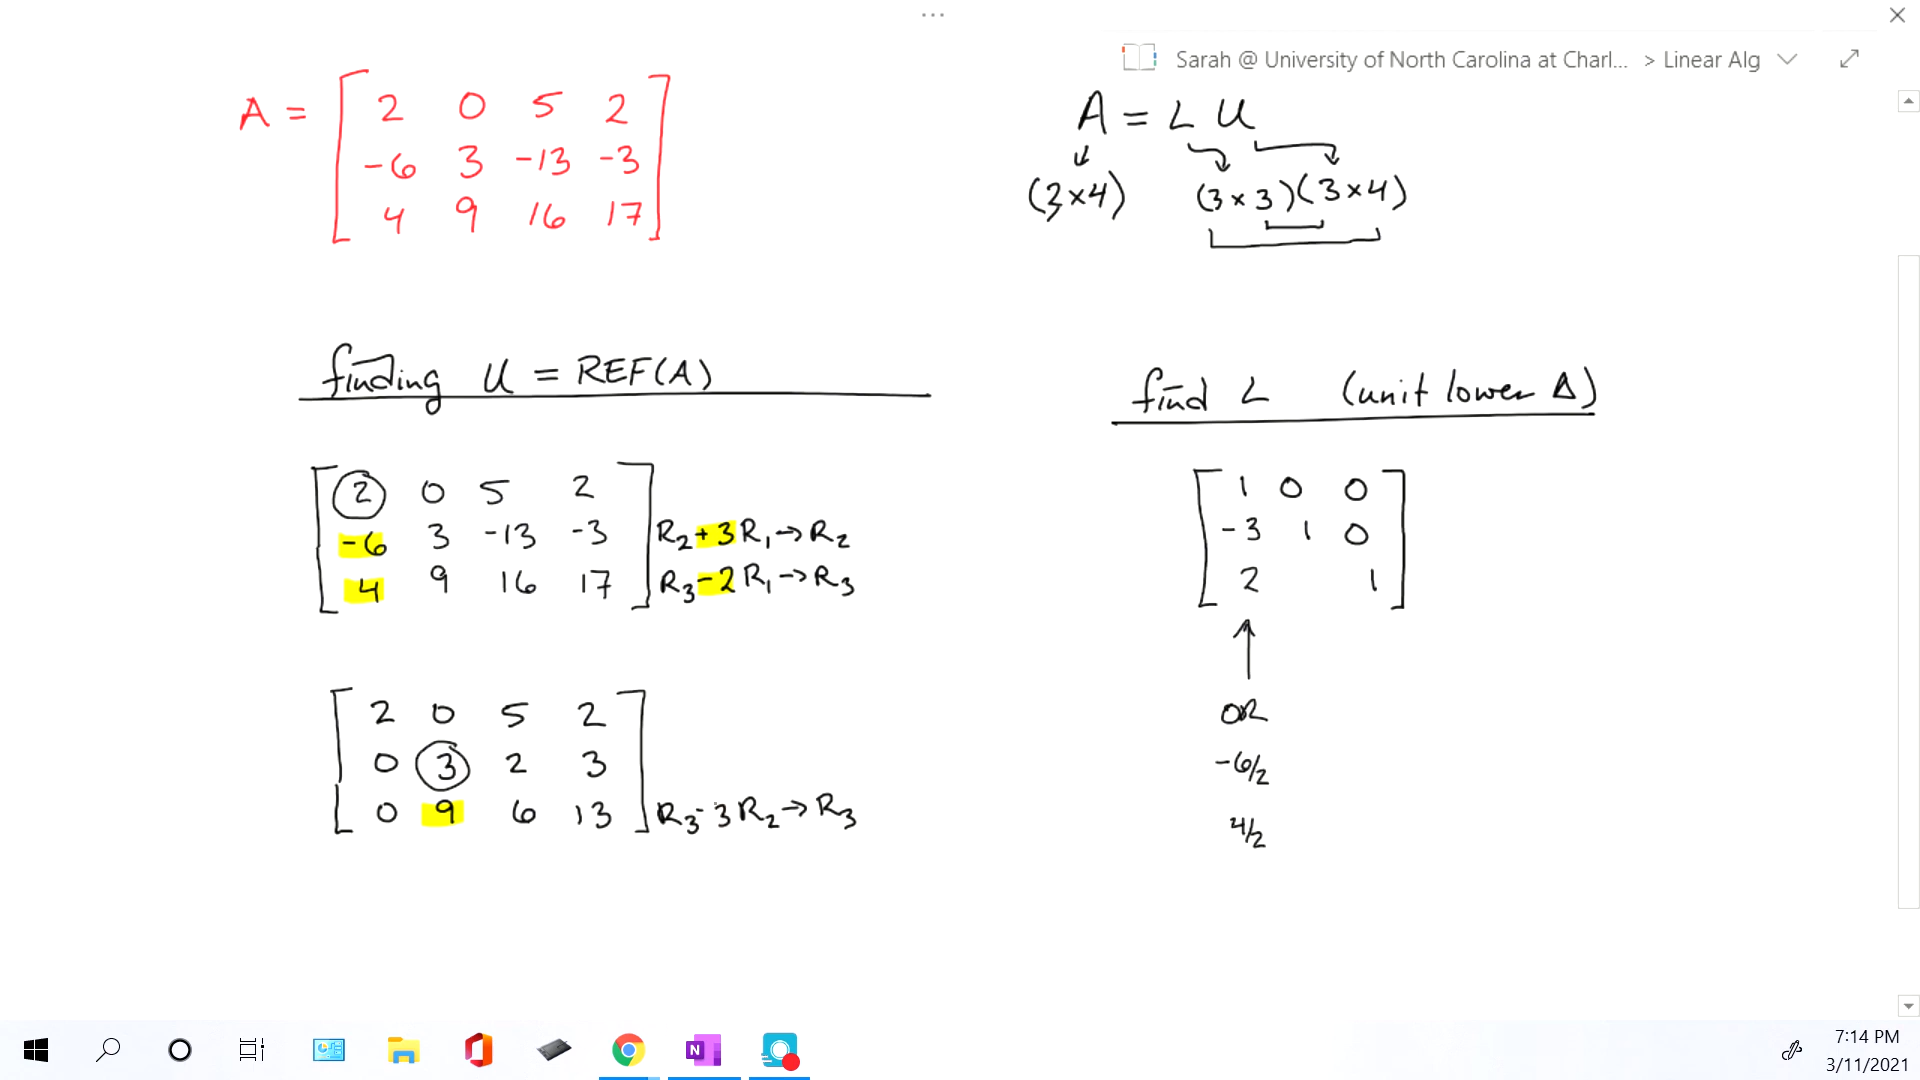 ...
Sarah @ University of North Carolina at Charl... > Linear Alg
A = [ 2 0 5 2
-6 3 -13 -3
4 9 16 17 ]
A = L U
(3×4) (3×3)(3×4)
finding U = REF(A)
[ 2 0 5 2
-6 3 -13 -3 ] R₂+3R₁→R₂
4 9 16 17 R₃-2R₁→R₃
[ 2 0 5 2
0 3 2 3
0 9 6 13 ] R₃-3R₂→R₃
find L (unit lower Δ)
[ 1 0 0
-3 1 0
2 1 ]
↑
OR
-6/2
4/2
7:14 PM
3/11/2021